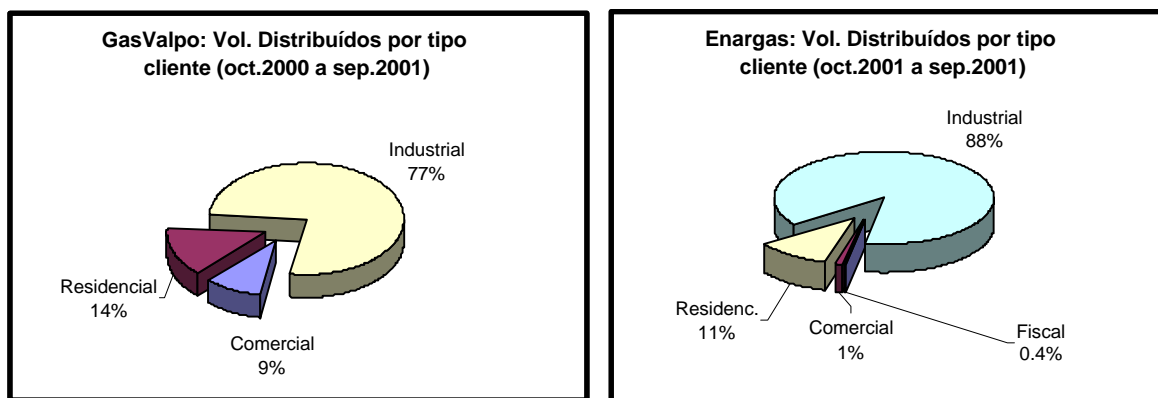 GasValpo: Vol. Distribuídos por tipo
cliente (oct.2000 a sep.2001)
Industrial
77%
Residencial
14%
Comercial
9%
Enargas: Vol. Distribuídos por tipo
cliente (oct.2001 a sep.2001)
Industrial
88%
Residenc.
11%
Comercial
1%
Fiscal
0.4%